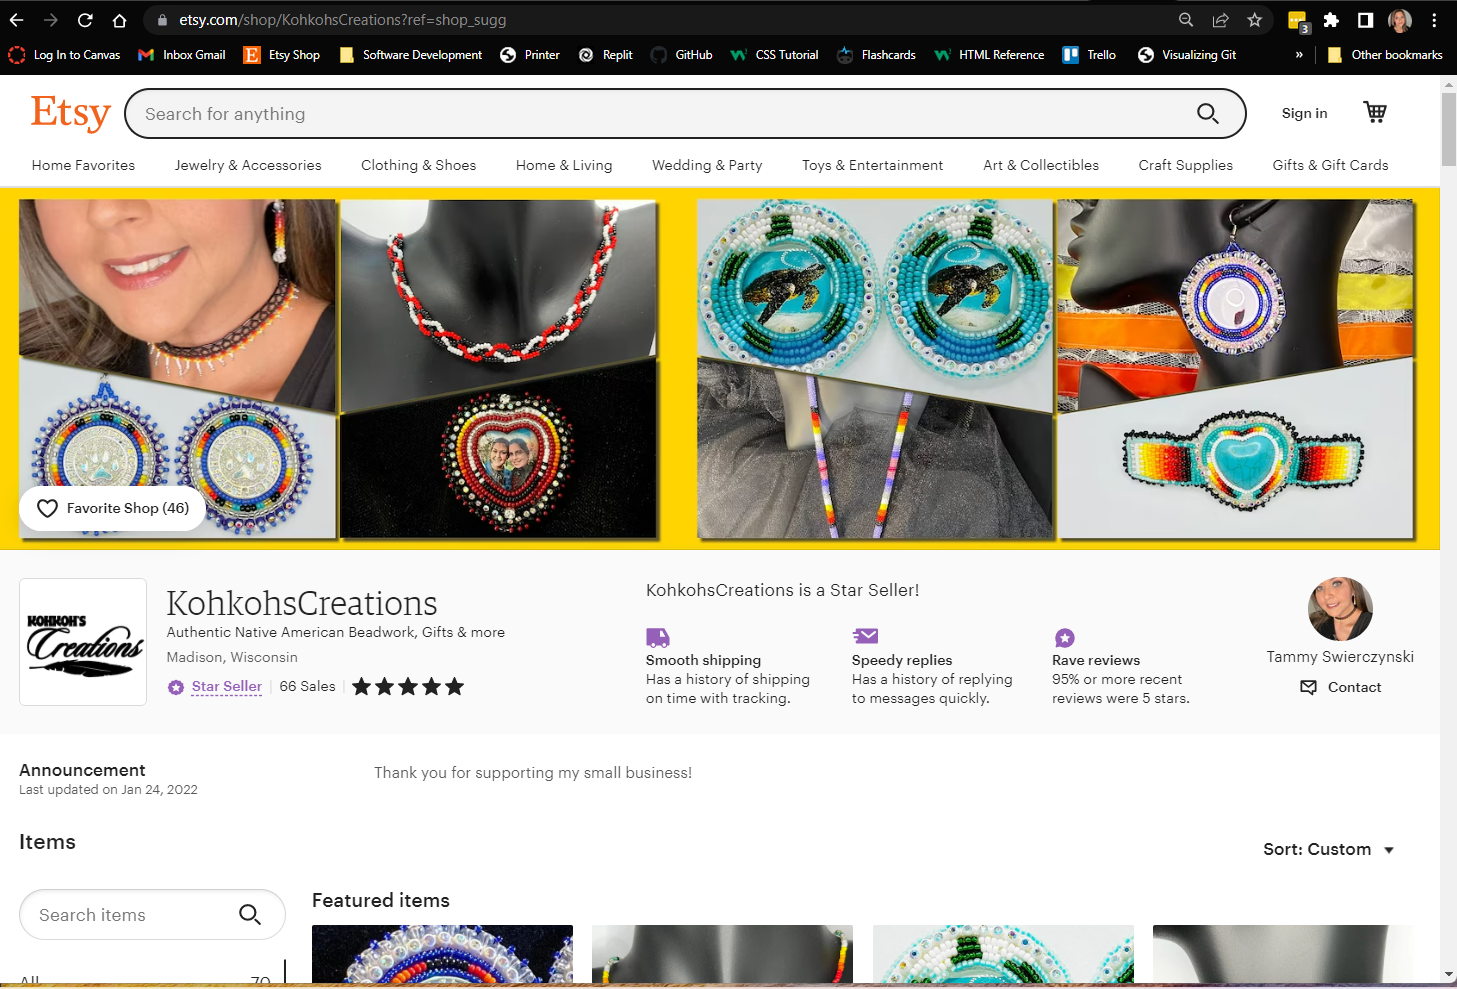 etsy.com/shop/KohkohsCreations?ref=shop_sugg
3
Log In to Canvas Inbox Gmail Etsy Shop Software Development Printer Replit GitHub CSS Tutorial Flashcards HTML Reference Trello Visualizing Git » Other bookmarks
Etsy Search for anything Sign in
Home Favorites Jewelry & Accessories Clothing & Shoes Home & Living Wedding & Party Toys & Entertainment Art & Collectibles Craft Supplies Gifts & Gift Cards
Favorite Shop (46)
KOHKOH'S
Creations
KohkohsCreations
Authentic Native American Beadwork, Gifts & more
Madison, Wisconsin
Star Seller 66 Sales
KohkohsCreations is a Star Seller!
Smooth shipping
Has a history of shipping
on time with tracking.
Speedy replies
Has a history of replying
to messages quickly.
Rave reviews
95% or more recent
reviews were 5 stars.
Tammy Swierczynski
Contact
Announcement
Last updated on Jan 24, 2022
Thank you for supporting my small business!
Items
Sort: Custom
Search items
Featured items
All 70